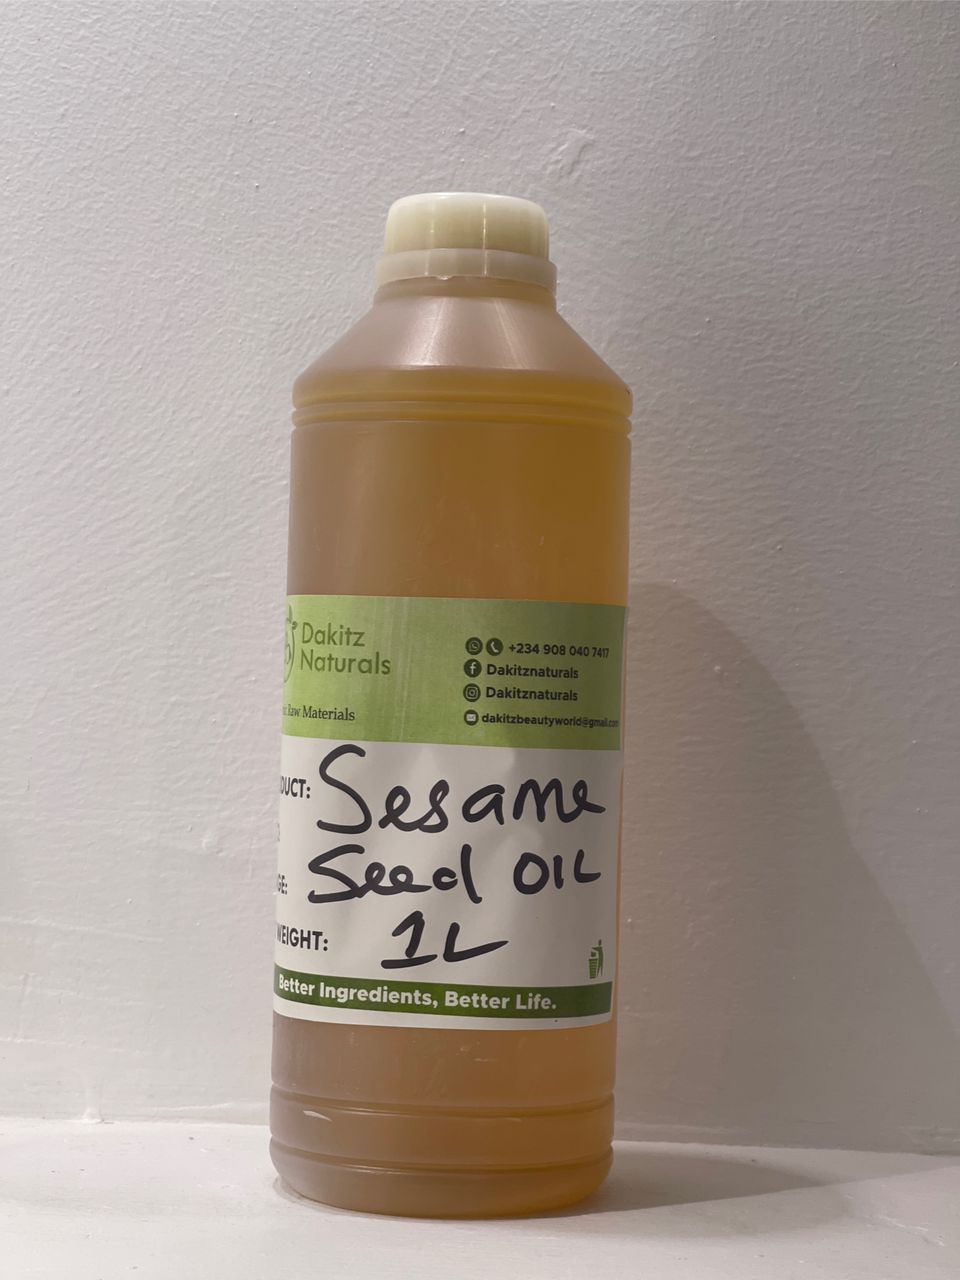 Dakitz
Naturals
Raw Materials
+234 908 040 7417
Dakitznaturals
Dakitznaturals
dakitzbeautyworld@gmail.com
DUCT: Sesame
Seed OIL
GE:
WEIGHT: 1L
Better Ingredients, Better Life.